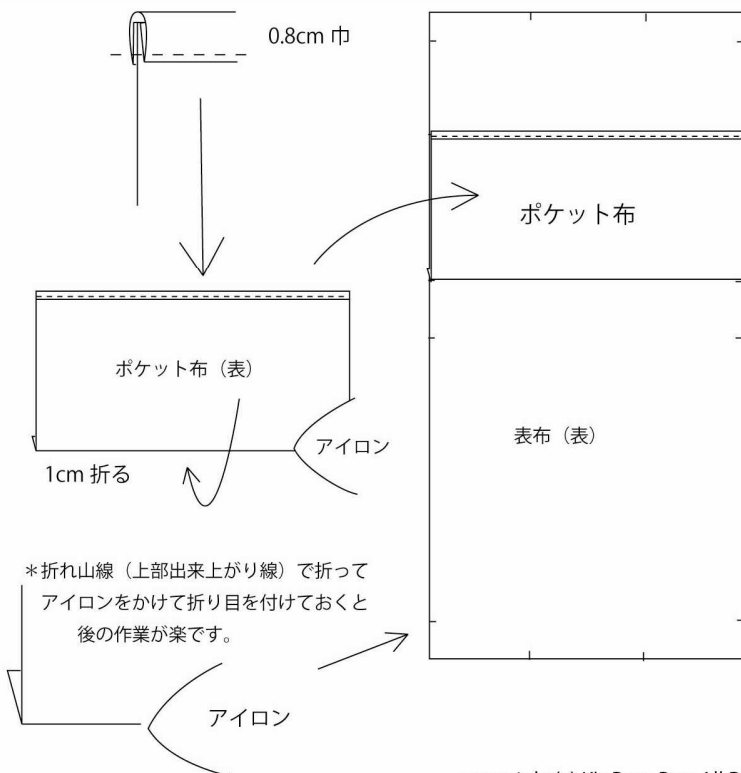 0.8cm 巾
ポケット布
ポケット布（表）
アイロン
1cm 折る
表布（表）
＊折れ山線（上部出来上がり線）で折って
アイロンをかけて折り目を付けておくと
後の作業が楽です。
アイロン